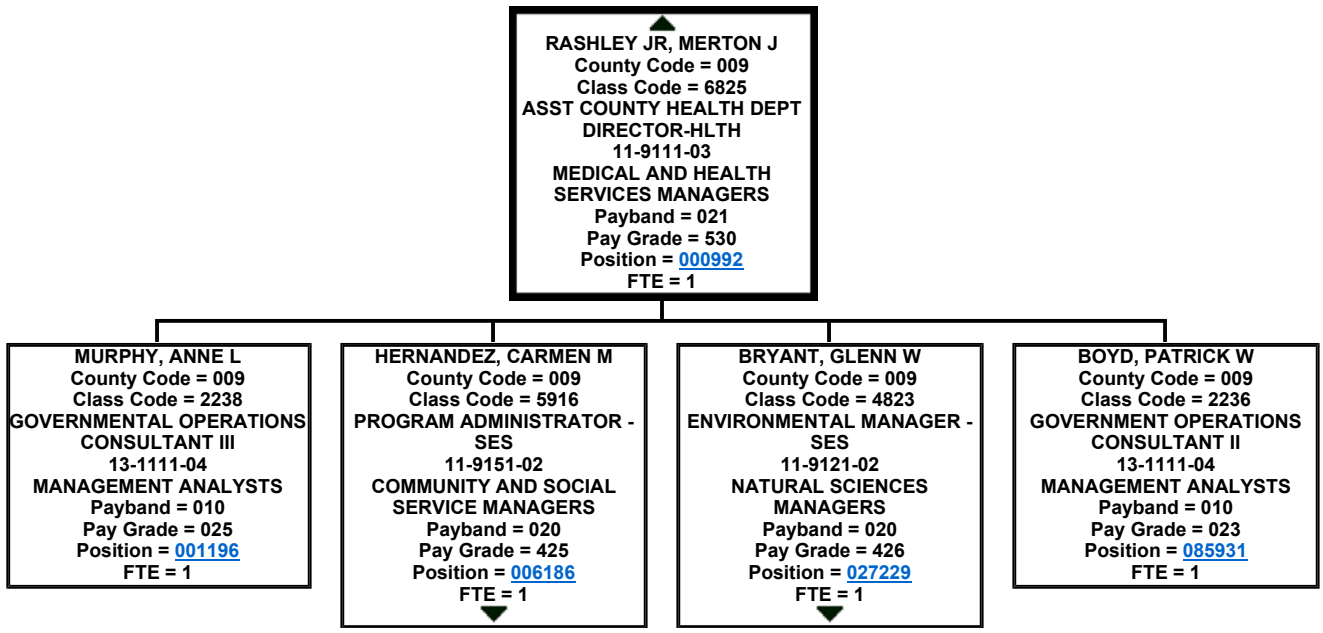 RASHLEY JR, MERTON J
County Code = 009
Class Code = 6825
ASST COUNTY HEALTH DEPT
DIRECTOR-HLTH
11-9111-03
MEDICAL AND HEALTH
SERVICES MANAGERS
Payband = 021
Pay Grade = 530
Position = 000992
FTE = 1
MURPHY, ANNE L
County Code = 009
Class Code = 2238
GOVERNMENTAL OPERATIONS
CONSULTANT III
13-1111-04
MANAGEMENT ANALYSTS
Payband = 010
Pay Grade = 025
Position = 001196
FTE = 1
HERNANDEZ, CARMEN M
County Code = 009
Class Code = 5916
PROGRAM ADMINISTRATOR -
SES
11-9151-02
COMMUNITY AND SOCIAL
SERVICE MANAGERS
Payband = 020
Pay Grade = 425
Position = 006186
FTE = 1
BRYANT, GLENN W
County Code = 009
Class Code = 4823
ENVIRONMENTAL MANAGER -
SES
11-9121-02
NATURAL SCIENCES
MANAGERS
Payband = 020
Pay Grade = 426
Position = 027229
FTE = 1
BOYD, PATRICK W
County Code = 009
Class Code = 2236
GOVERNMENT OPERATIONS
CONSULTANT II
13-1111-04
MANAGEMENT ANALYSTS
Payband = 010
Pay Grade = 023
Position = 085931
FTE = 1